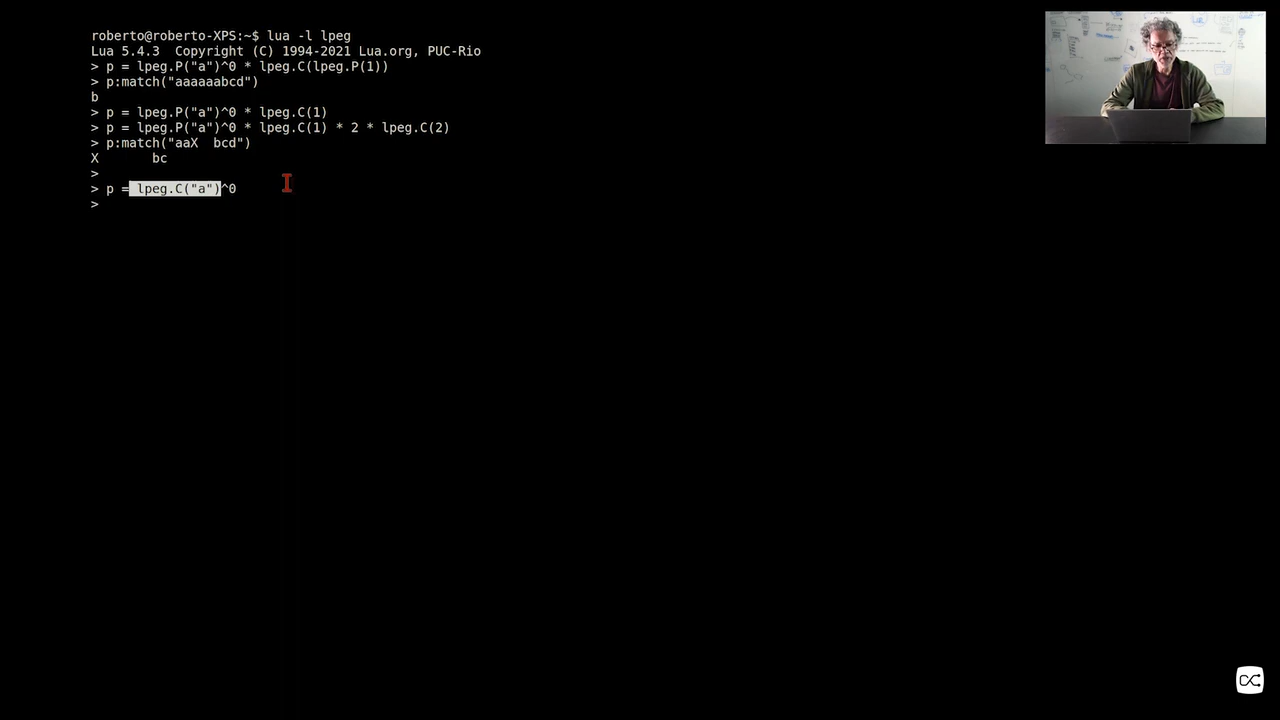 roberto@roberto-XPS:~$ lua -l lpeg
Lua 5.4.3  Copyright (C) 1994-2021 Lua.org, PUC-Rio
> p = lpeg.P("a")^0 * lpeg.C(lpeg.P(1))
> p:match("aaaaaabcd")
b
> p = lpeg.P("a")^0 * lpeg.C(1)
> p = lpeg.P("a")^0 * lpeg.C(1) * 2 * lpeg.C(2)
> p:match("aaX  bcd")
X       bc
>
> p = lpeg.C("a")^0
>